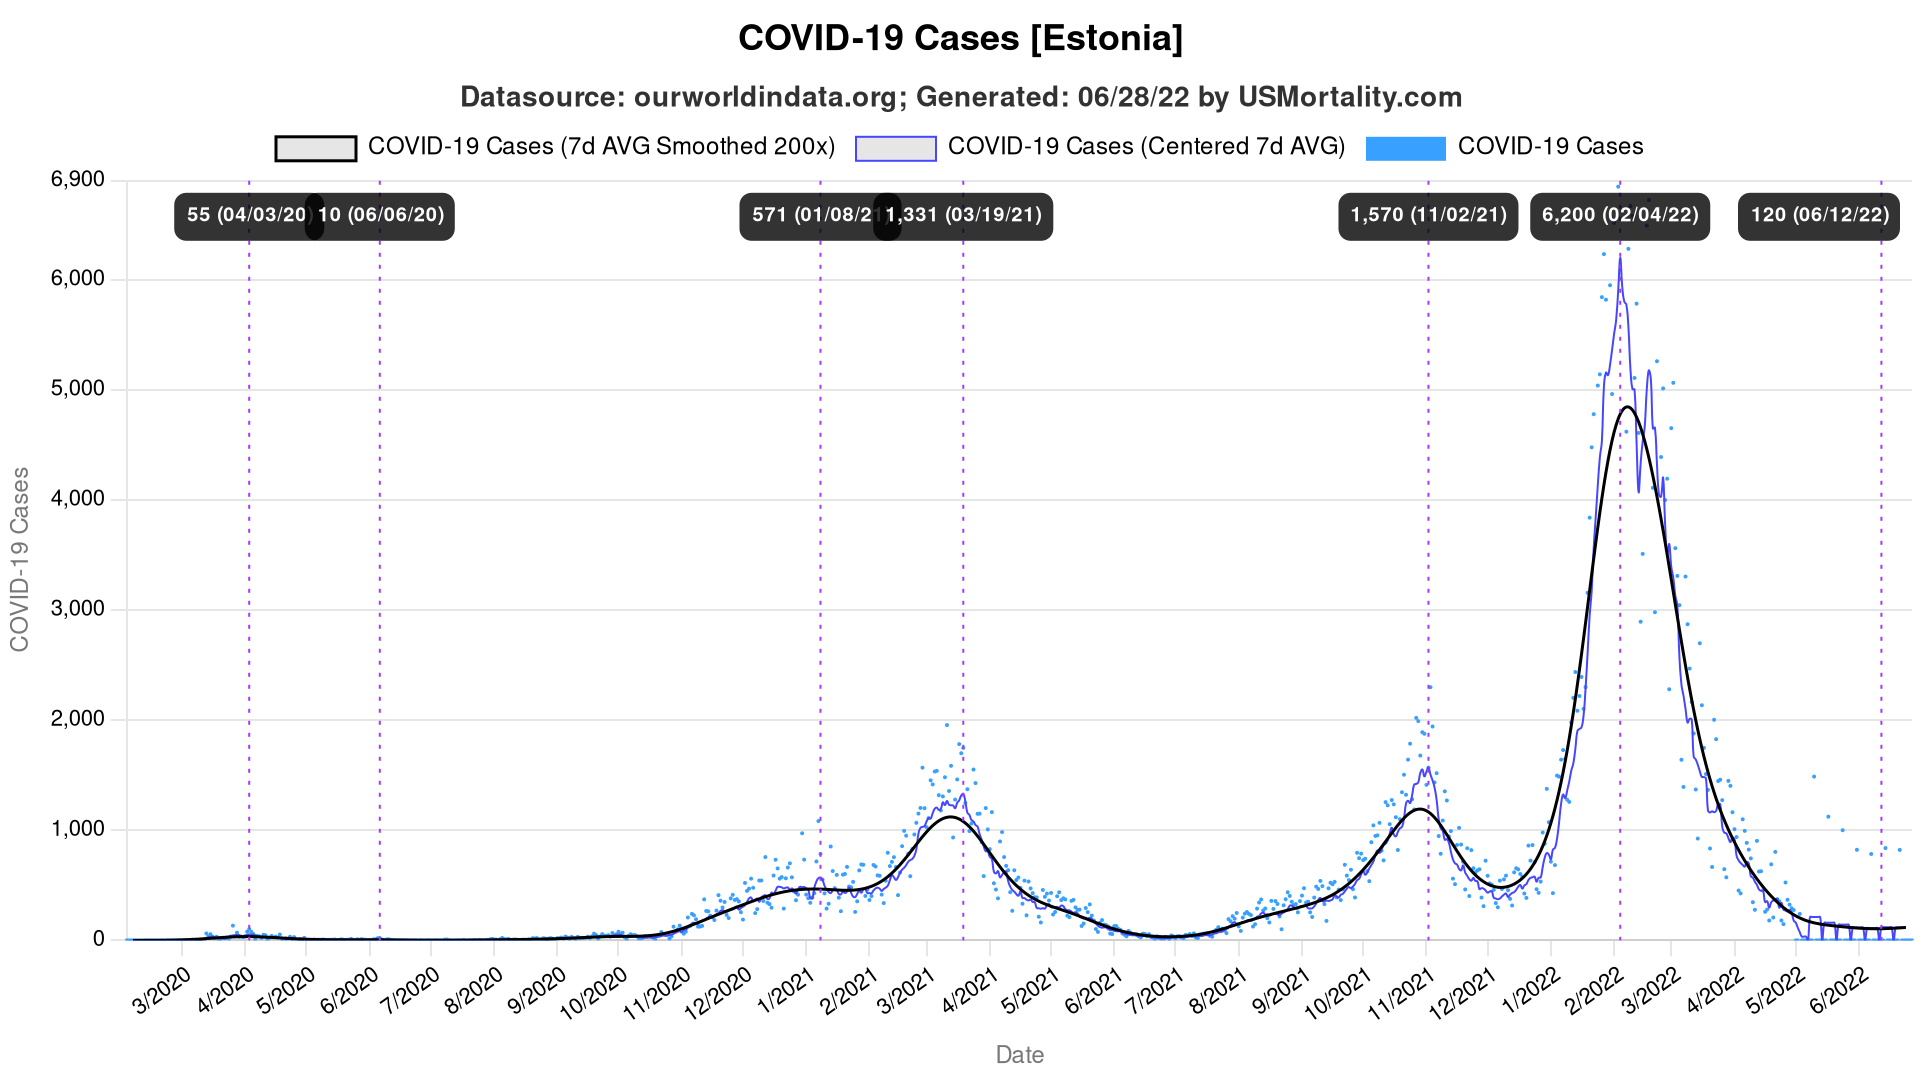 COVID-19 Cases [Estonia]
Datasource: ourworldindata.org; Generated: 06/28/22 by USMortality.com
COVID-19 Cases (7d AVG Smoothed 200x) COVID-19 Cases (Centered 7d AVG) COVID-19 Cases
6,900
55 (04/03/20 10 (06/06/20) 571 (01/08/21) 1,331 (03/19/21) 1,570 (11/02/21) 6,200 (02/04/22) 120 (06/12/22)
6,000
5,000
4,000
3,000
2,000
1,000
0
COVID-19 Cases
3/2020 4/2020 5/2020 6/2020 7/2020 8/2020 9/2020 10/2020 11/2020 12/2020 1/2021 2/2021 3/2021 4/2021 5/2021 6/2021 7/2021 8/2021 9/2021 10/2021 11/2021 12/2021 1/2022 2/2022 3/2022 4/2022 5/2022 6/2022
Date